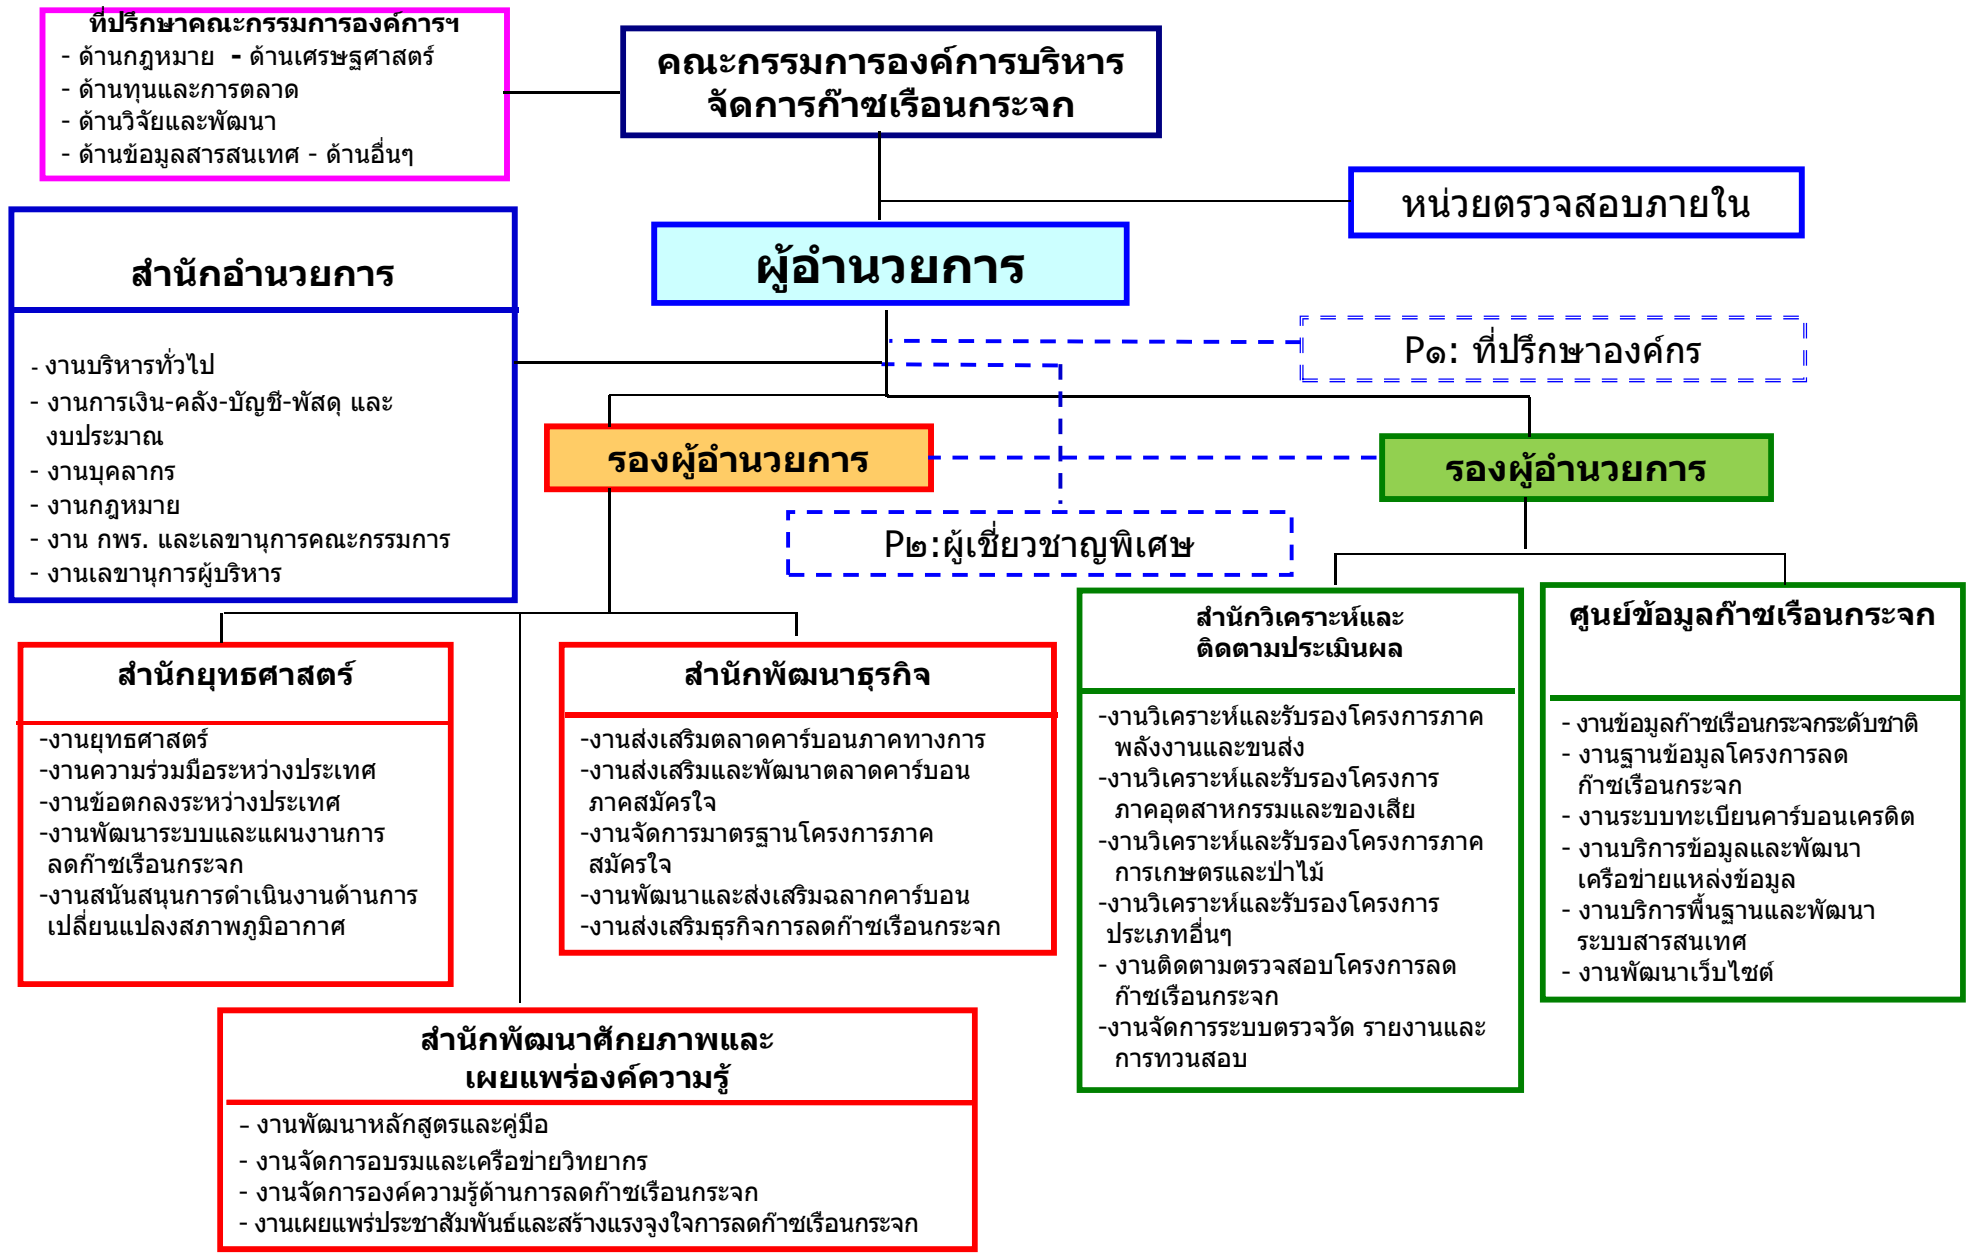 ที่ปรึกษาคณะกรรมการองค์การฯ
- ด้านกฎหมาย - ด้านเศรษฐศาสตร์
- ด้านทุนและการตลาด
- ด้านวิจัยและพัฒนา
- ด้านข้อมูลสารสนเทศ - ด้านอื่นๆ
คณะกรรมการองค์การบริหาร
จัดการก๊าซเรือนกระจก
หน่วยตรวจสอบภายใน
ผู้อำนวยการ
สำนักอำนวยการ
- งานบริหารทั่วไป
- งานการเงิน-คลัง-บัญชี-พัสดุ และ
งบประมาณ
- งานบุคลากร
- งานกฎหมาย
- งาน กพร. และเลขานุการคณะกรรมการ
- งานเลขานุการผู้บริหาร
P๑: ที่ปรึกษาองค์กร
รองผู้อำนวยการ
รองผู้อำนวยการ
P๒:ผู้เชี่ยวชาญพิเศษ
สำนักยุทธศาสตร์
-งานยุทธศาสตร์
-งานความร่วมมือระหว่างประเทศ
-งานข้อตกลงระหว่างประเทศ
-งานพัฒนาระบบและแผนงานการ
ลดก๊าซเรือนกระจก
-งานสนันสนุนการดำเนินงานด้านการ
เปลี่ยนแปลงสภาพภูมิอากาศ
สำนักพัฒนาธุรกิจ
-งานส่งเสริมตลาดคาร์บอนภาคทางการ
-งานส่งเสริมและพัฒนาตลาดคาร์บอน
ภาคสมัครใจ
-งานจัดการมาตรฐานโครงการภาค
สมัครใจ
-งานพัฒนาและส่งเสริมฉลากคาร์บอน
-งานส่งเสริมธุรกิจการลดก๊าซเรือนกระจก
สำนักวิเคราะห์และ
ติดตามประเมินผล
-งานวิเคราะห์และรับรองโครงการภาค
พลังงานและขนส่ง
-งานวิเคราะห์และรับรองโครงการ
ภาคอุตสาหกรรมและของเสีย
-งานวิเคราะห์และรับรองโครงการภาค
การเกษตรและป่าไม้
-งานวิเคราะห์และรับรองโครงการ
ประเภทอื่นๆ
- งานติดตามตรวจสอบโครงการลด
ก๊าซเรือนกระจก
-งานจัดการระบบตรวจวัด รายงานและ
การทวนสอบ
ศูนย์ข้อมูลก๊าซเรือนกระจก
- งานข้อมูลก๊าซเรือนกระจกระดับชาติ
- งานฐานข้อมูลโครงการลด
ก๊าซเรือนกระจก
- งานระบบทะเบียนคาร์บอนเครดิต
- งานบริการข้อมูลและพัฒนา
เครือข่ายแหล่งข้อมูล
- งานบริการพื้นฐานและพัฒนา
ระบบสารสนเทศ
- งานพัฒนาเว็บไซต์
สำนักพัฒนาศักยภาพและ
เผยแพร่องค์ความรู้
- งานพัฒนาหลักสูตรและคู่มือ
- งานจัดการอบรมและเครือข่ายวิทยากร
- งานจัดการองค์ความรู้ด้านการลดก๊าซเรือนกระจก
- งานเผยแพร่ประชาสัมพันธ์และสร้างแรงจูงใจการลดก๊าซเรือนกระจก